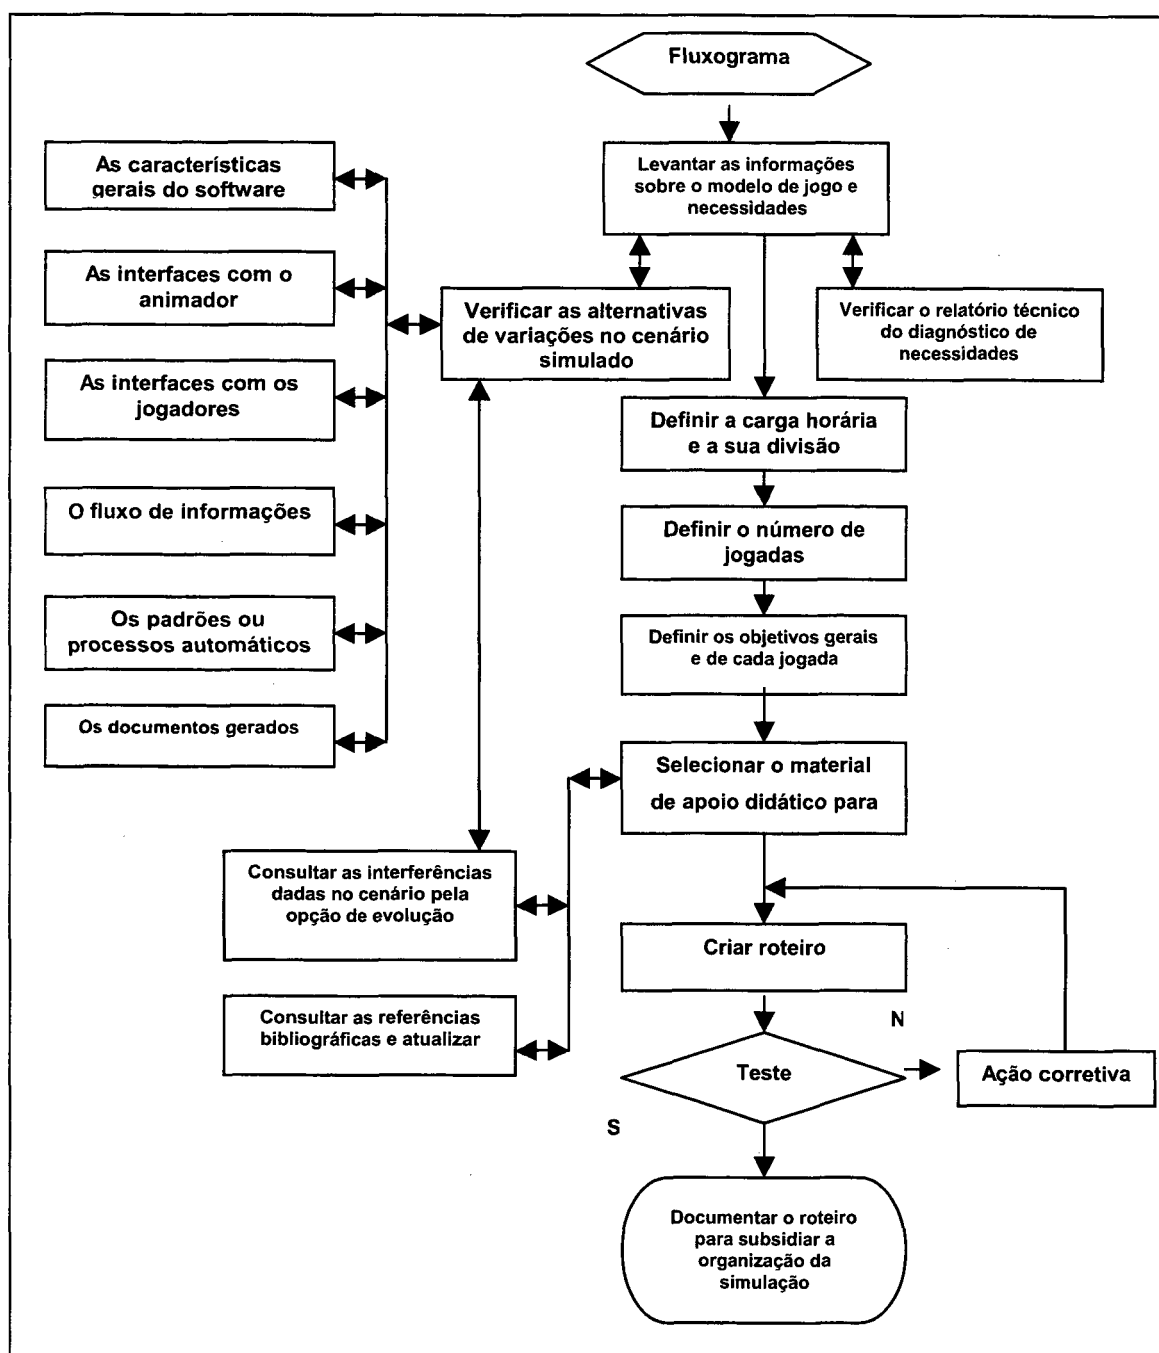 Fluxograma
Levantar as informações
sobre o modelo de jogo e
necessidades
As características
gerais do software
As interfaces com o
animador
Verificar as alternativas
de variações no cenário
simulado
Verificar o relatório técnico
do diagnóstico de
necessidades
As interfaces com os
jogadores
Definir a carga horária
e a sua divisão
O fluxo de informações
Definir o número de
jogadas
Os padrões ou
processos automáticos
Definir os objetivos gerais
e de cada jogada
Os documentos gerados
Selecionar o material
de apoio didático para
Consultar as interferências
dadas no cenário pela
opção de evolução
Criar roteiro
Consultar as referências
bibliográficas e atualizar
N
Teste
Ação corretiva
S
Documentar o roteiro
para subsidiar a
organização da
simulação